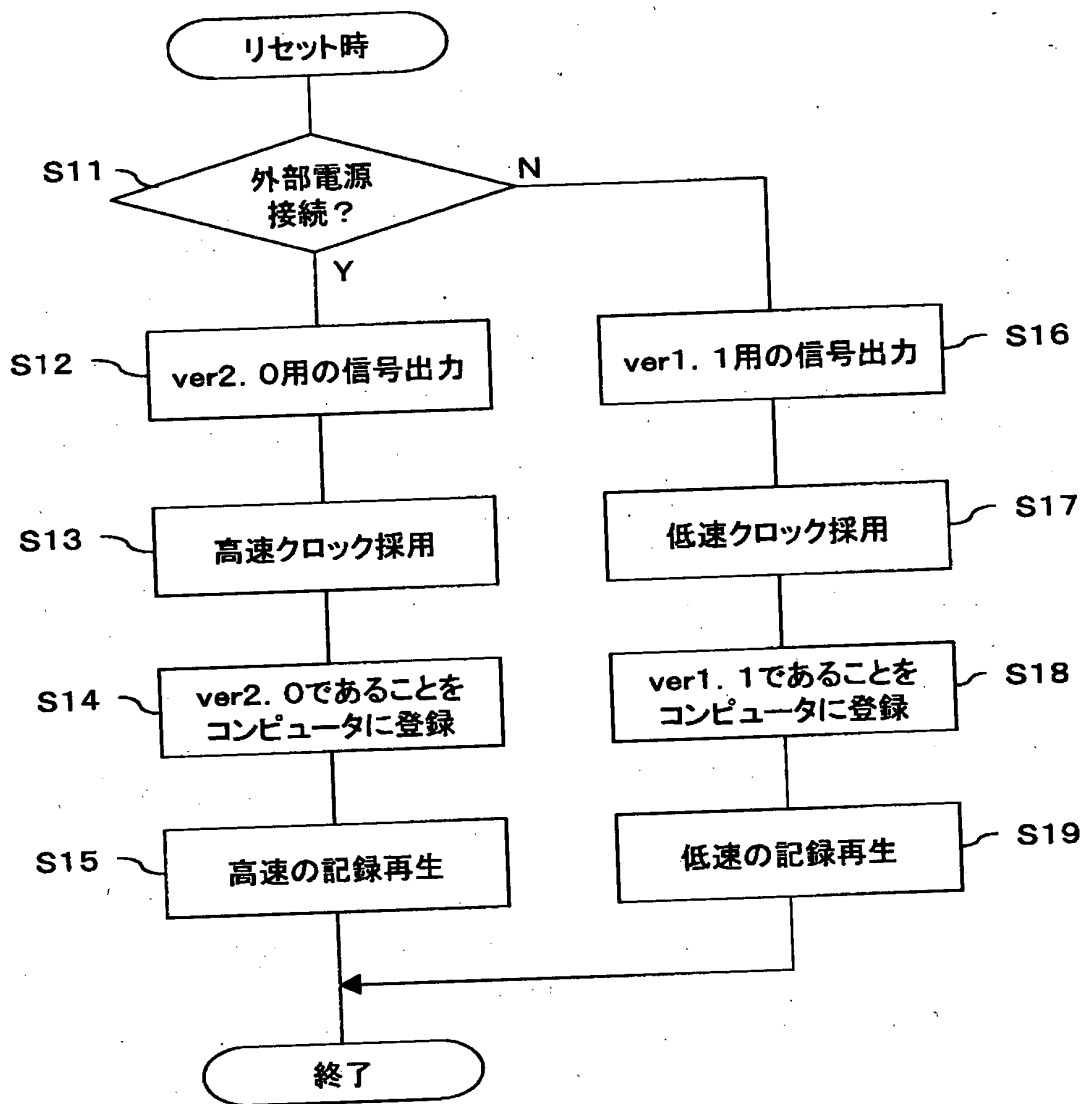 リセット時
S11
外部電源
接続？
N
Y
S12
ver2．0用の信号出力
S16
ver1．1用の信号出力
S13
高速クロック採用
S17
低速クロック採用
S14
ver2．0であることを
コンピュータに登録
S18
ver1．1であることを
コンピュータに登録
S15
高速の記録再生
S19
低速の記録再生
終了